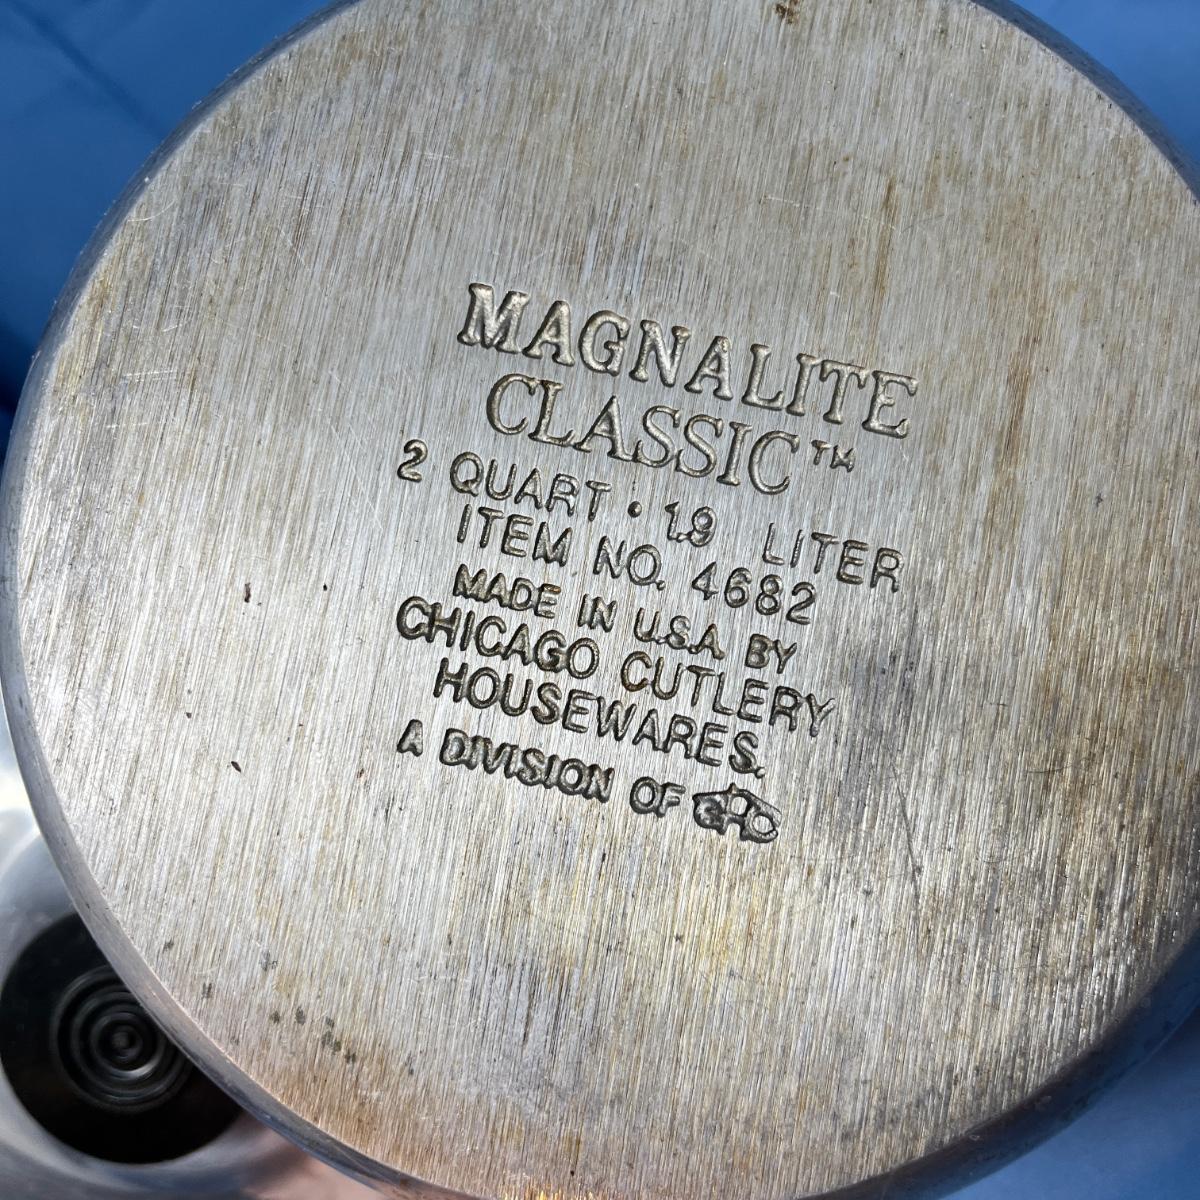 MAGNALITE
CLASSIC™
2 QUART • 1.9 LITER
ITEM NO. 4682
MADE IN U.S.A. BY
CHICAGO CUTLERY
HOUSEWARES.
A DIVISION OF